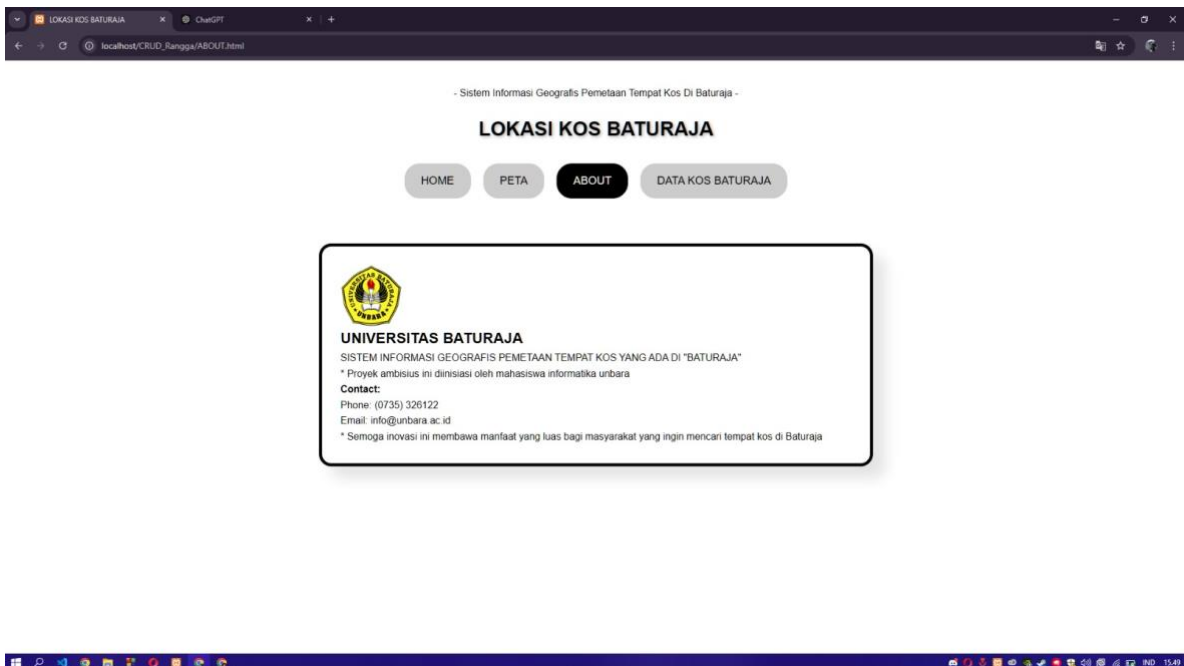 LOKASI KOS BATURAJA
ChatGPT
localhost/CRUD_Rangga/ABOUT.html
- Sistem Informasi Geografis Pemetaan Tempat Kos Di Baturaja -
LOKASI KOS BATURAJA
HOME PETA ABOUT DATA KOS BATURAJA
UNIVERSITAS BATURAJA
UNBARA
UNIVERSITAS BATURAJA
SISTEM INFORMASI GEOGRAFIS PEMETAAN TEMPAT KOS YANG ADA DI "BATURAJA"
* Proyek ambisius ini diinisiasi oleh mahasiswa informatika unbara
Contact:
Phone: (0735) 326122
Email: info@unbara.ac.id
* Semoga inovasi ini membawa manfaat yang luas bagi masyarakat yang ingin mencari tempat kos di Baturaja
IND 15.49